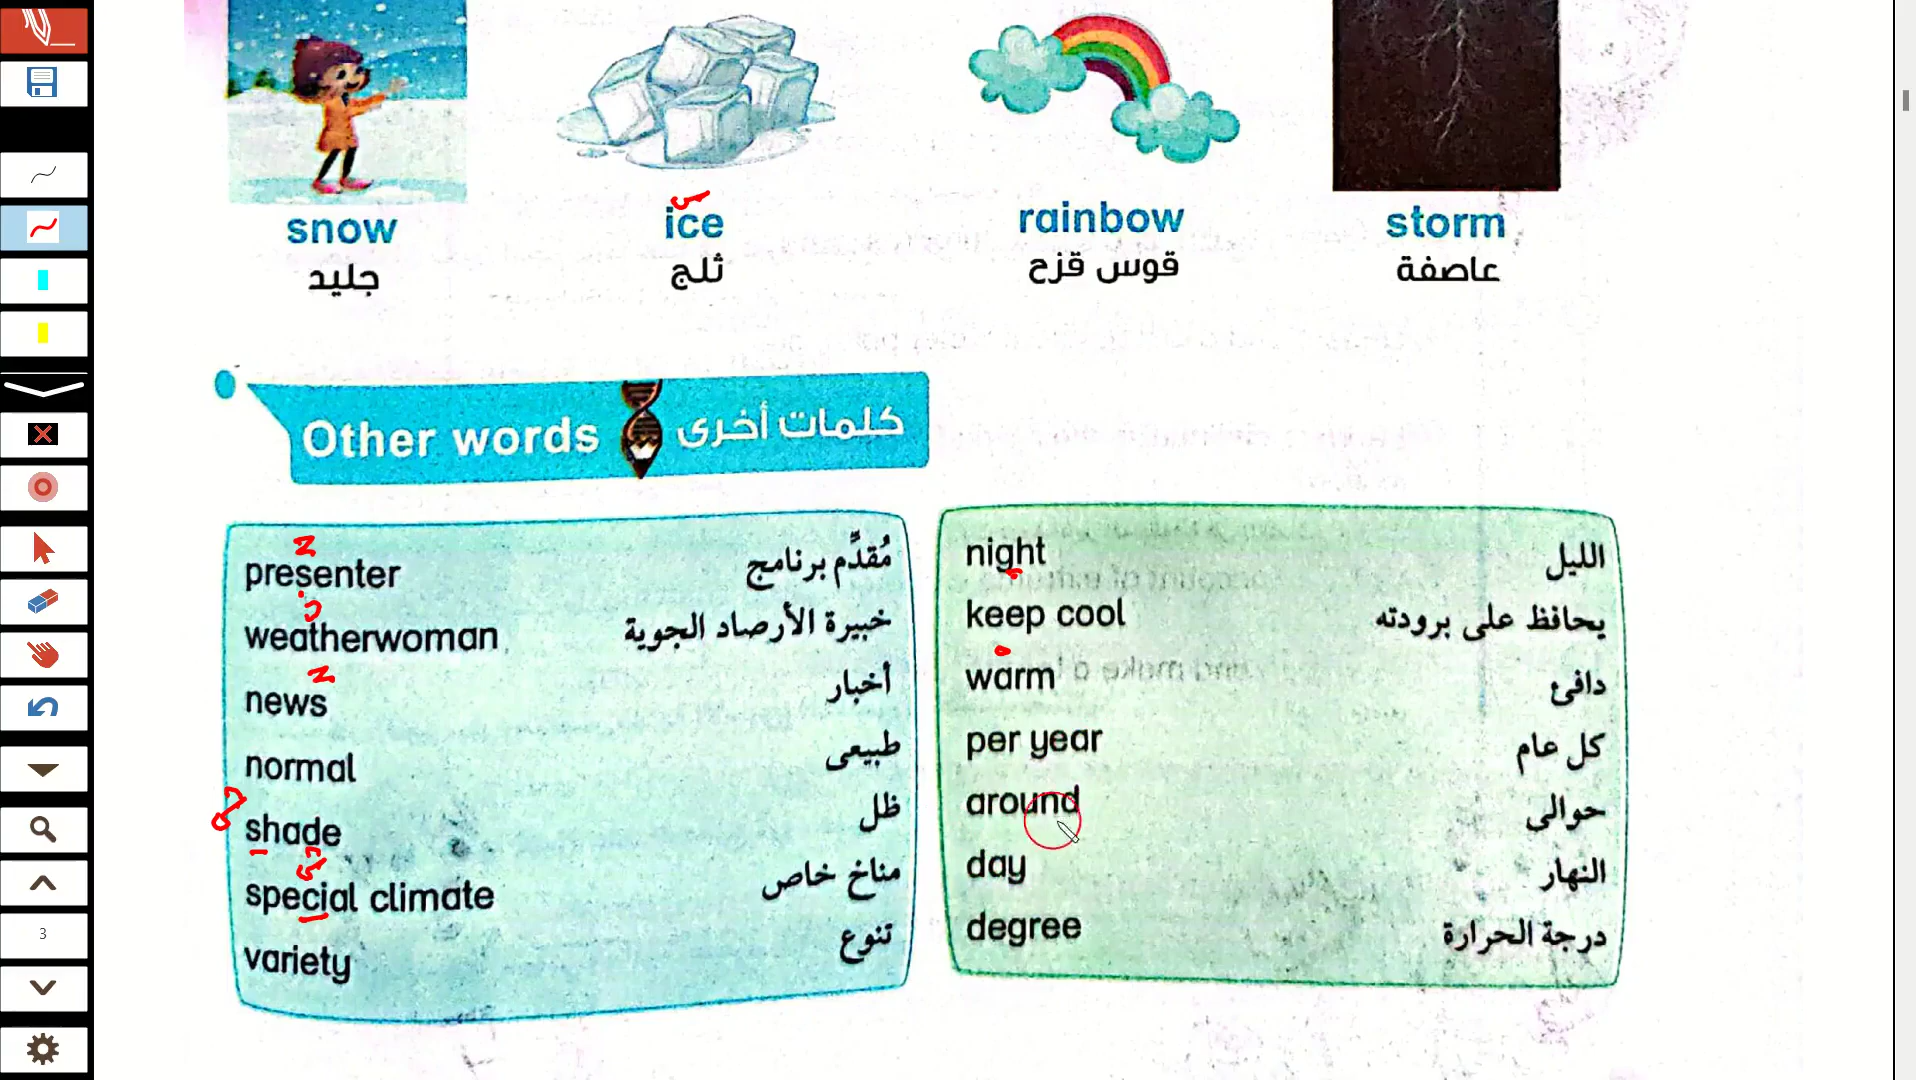 snow ice rainbow storm
جليد ثلج قوس قزح عاصفة
Other words كلمات أخرى
presenter مُقدِّم برنامج
weatherwoman خبيرة الأرصاد الجوية
news أخبار
normal طبيعى
shade ظل
special climate مناخ خاص
variety تنوع
night الليل
keep cool يحافظ على برودته
warm دافئ
per year كل عام
around حوالى
day النهار
degree درجة الحرارة
z
z
3